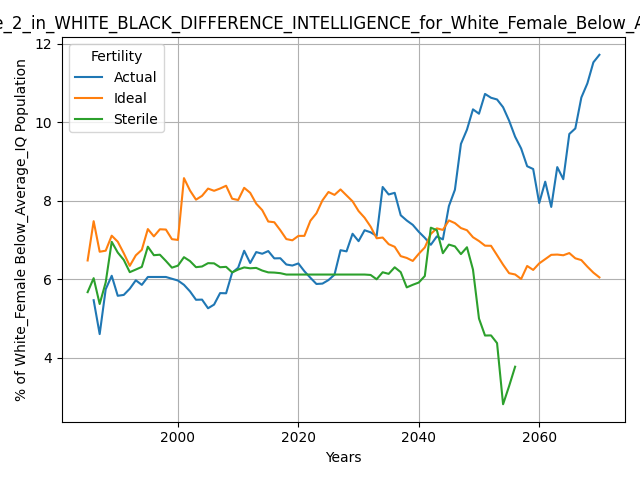 e_2_in_WHITE_BLACK_DIFFERENCE_INTELLIGENCE_for_White_Female_Below_A
Fertility
Actual
Ideal
Sterile
% of White_Female Below_Average_IQ Population
12
10
8
6
4
2000
2020
2040
2060
Years